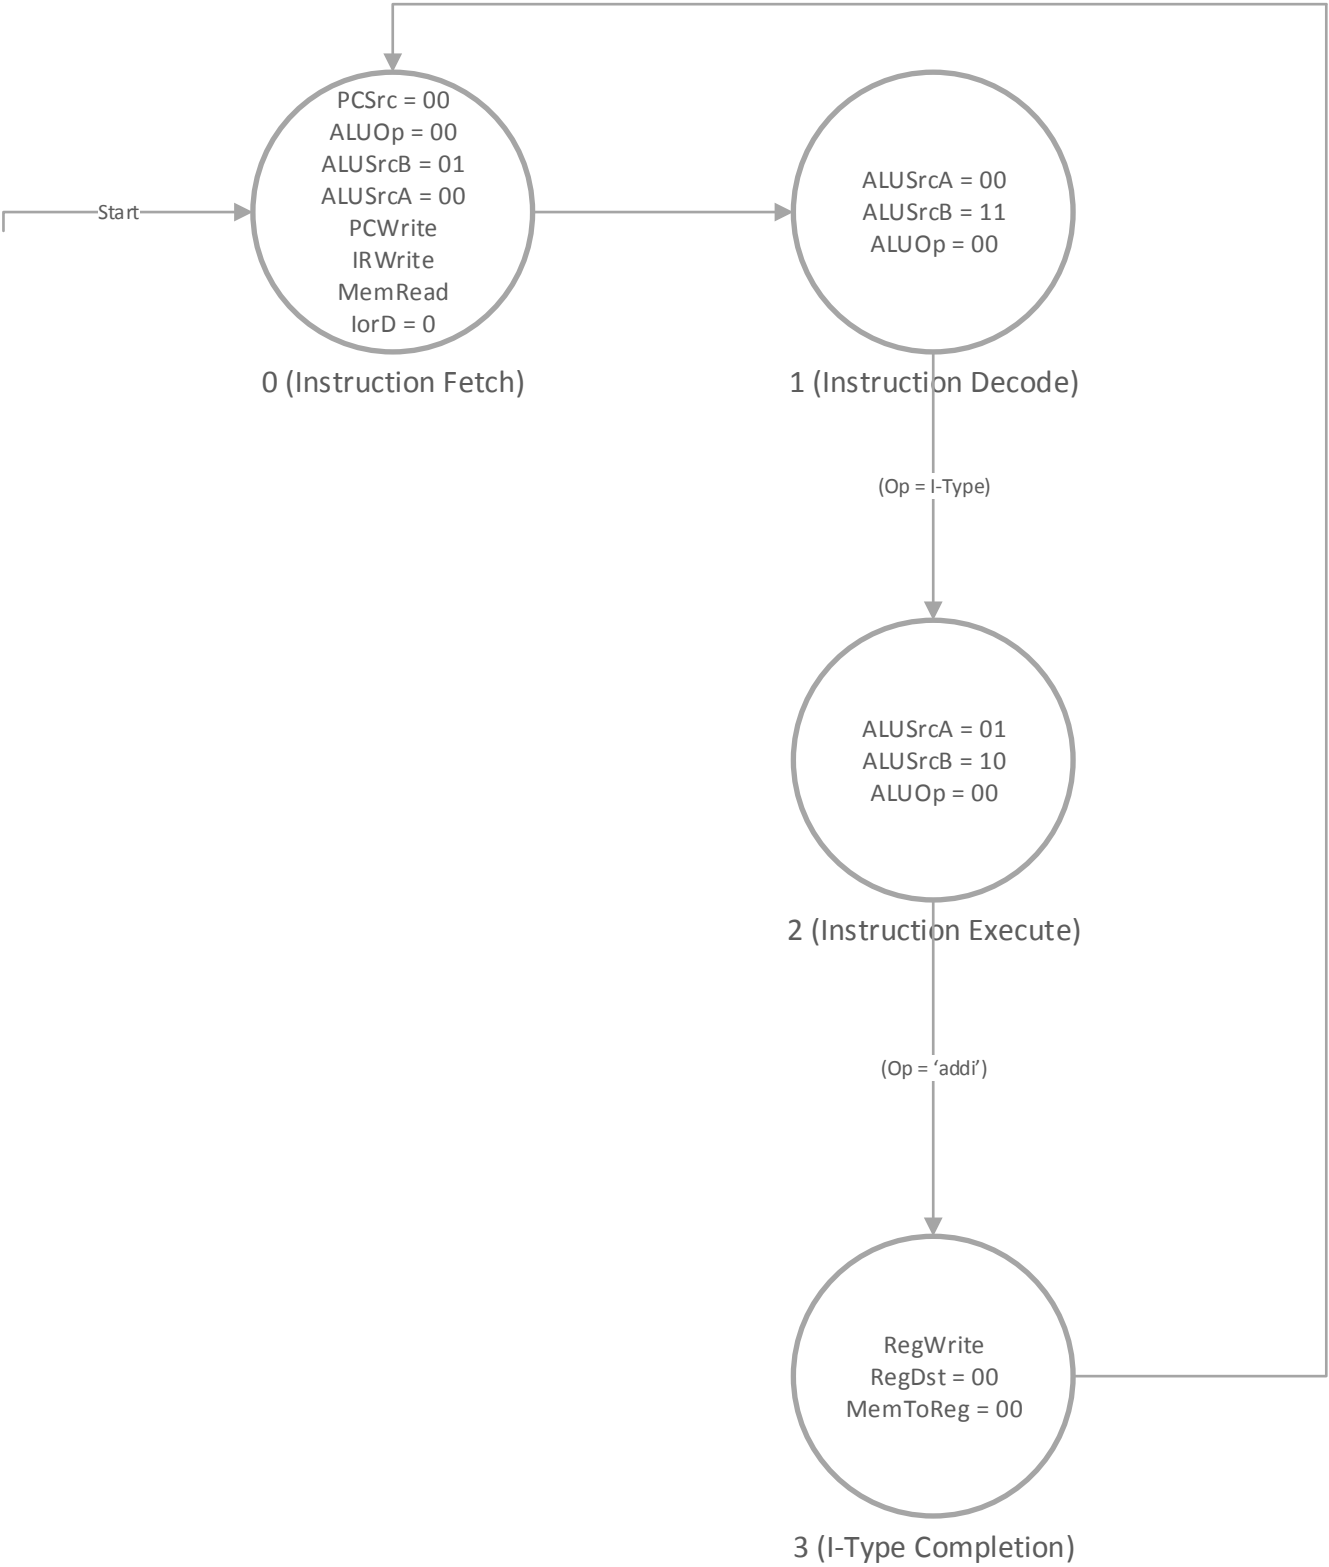 PCSrc = 00
ALUOp = 00
ALUSrcB = 01
ALUSrcA = 00
PCWrite
IRWrite
MemRead
IorD = 0
Start
0 (Instruction Fetch)
ALUSrcA = 00
ALUSrcB = 11
ALUOp = 00
1 (Instruction Decode)
(Op = I-Type)
ALUSrcA = 01
ALUSrcB = 10
ALUOp = 00
2 (Instruction Execute)
(Op = ‘addi’)
RegWrite
RegDst = 00
MemToReg = 00
3 (I-Type Completion)